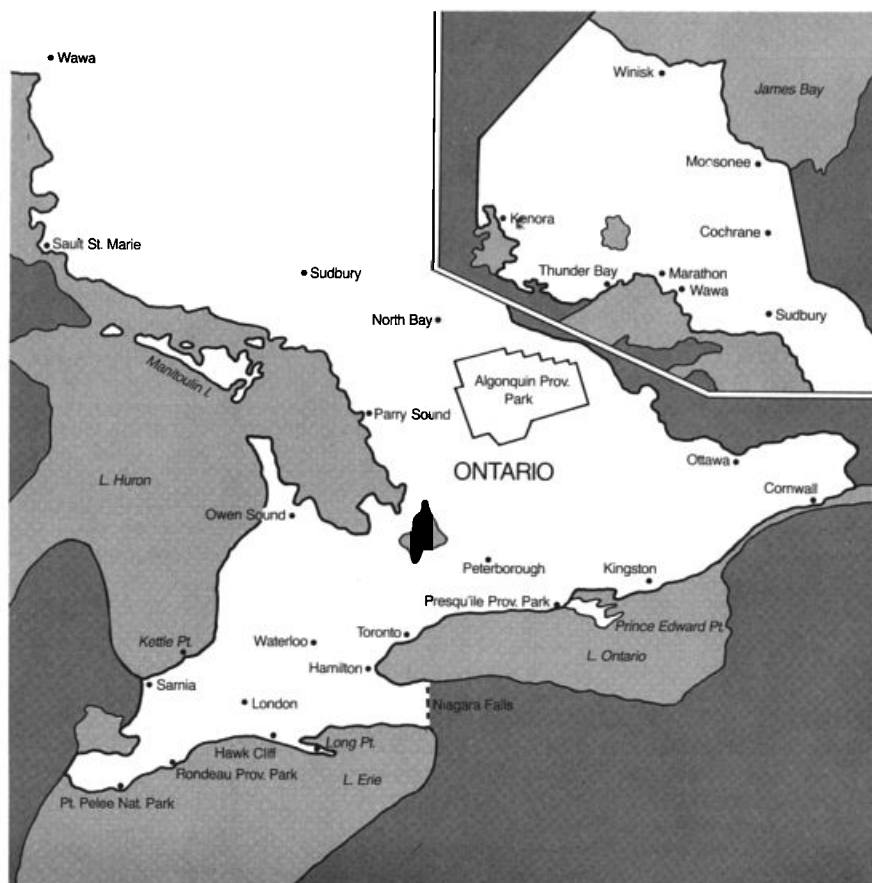 Wawa
Winisk
James Bay
Moosonee
Kenora
Cochrane
Sault St. Marie
Sudbury
Thunder Bay
Marathon
Wawa
Sudbury
North Bay
Manitoulin I.
Algonquin Prov.
Park
Parry Sound
ONTARIO
Ottawa
L. Huron
Cornwall
Owen Sound
Peterborough
Kingston
Presqu'ile Prov. Park
Prince Edward Pt.
Toronto
Waterloo
Kettle Pt.
L. Ontario
Hamilton
Sarnia
London
Niagara Falls
Long Pt.
Hawk Cliff
Rondeau Prov. Park
L. Erie
Pt. Pelee Nat. Park